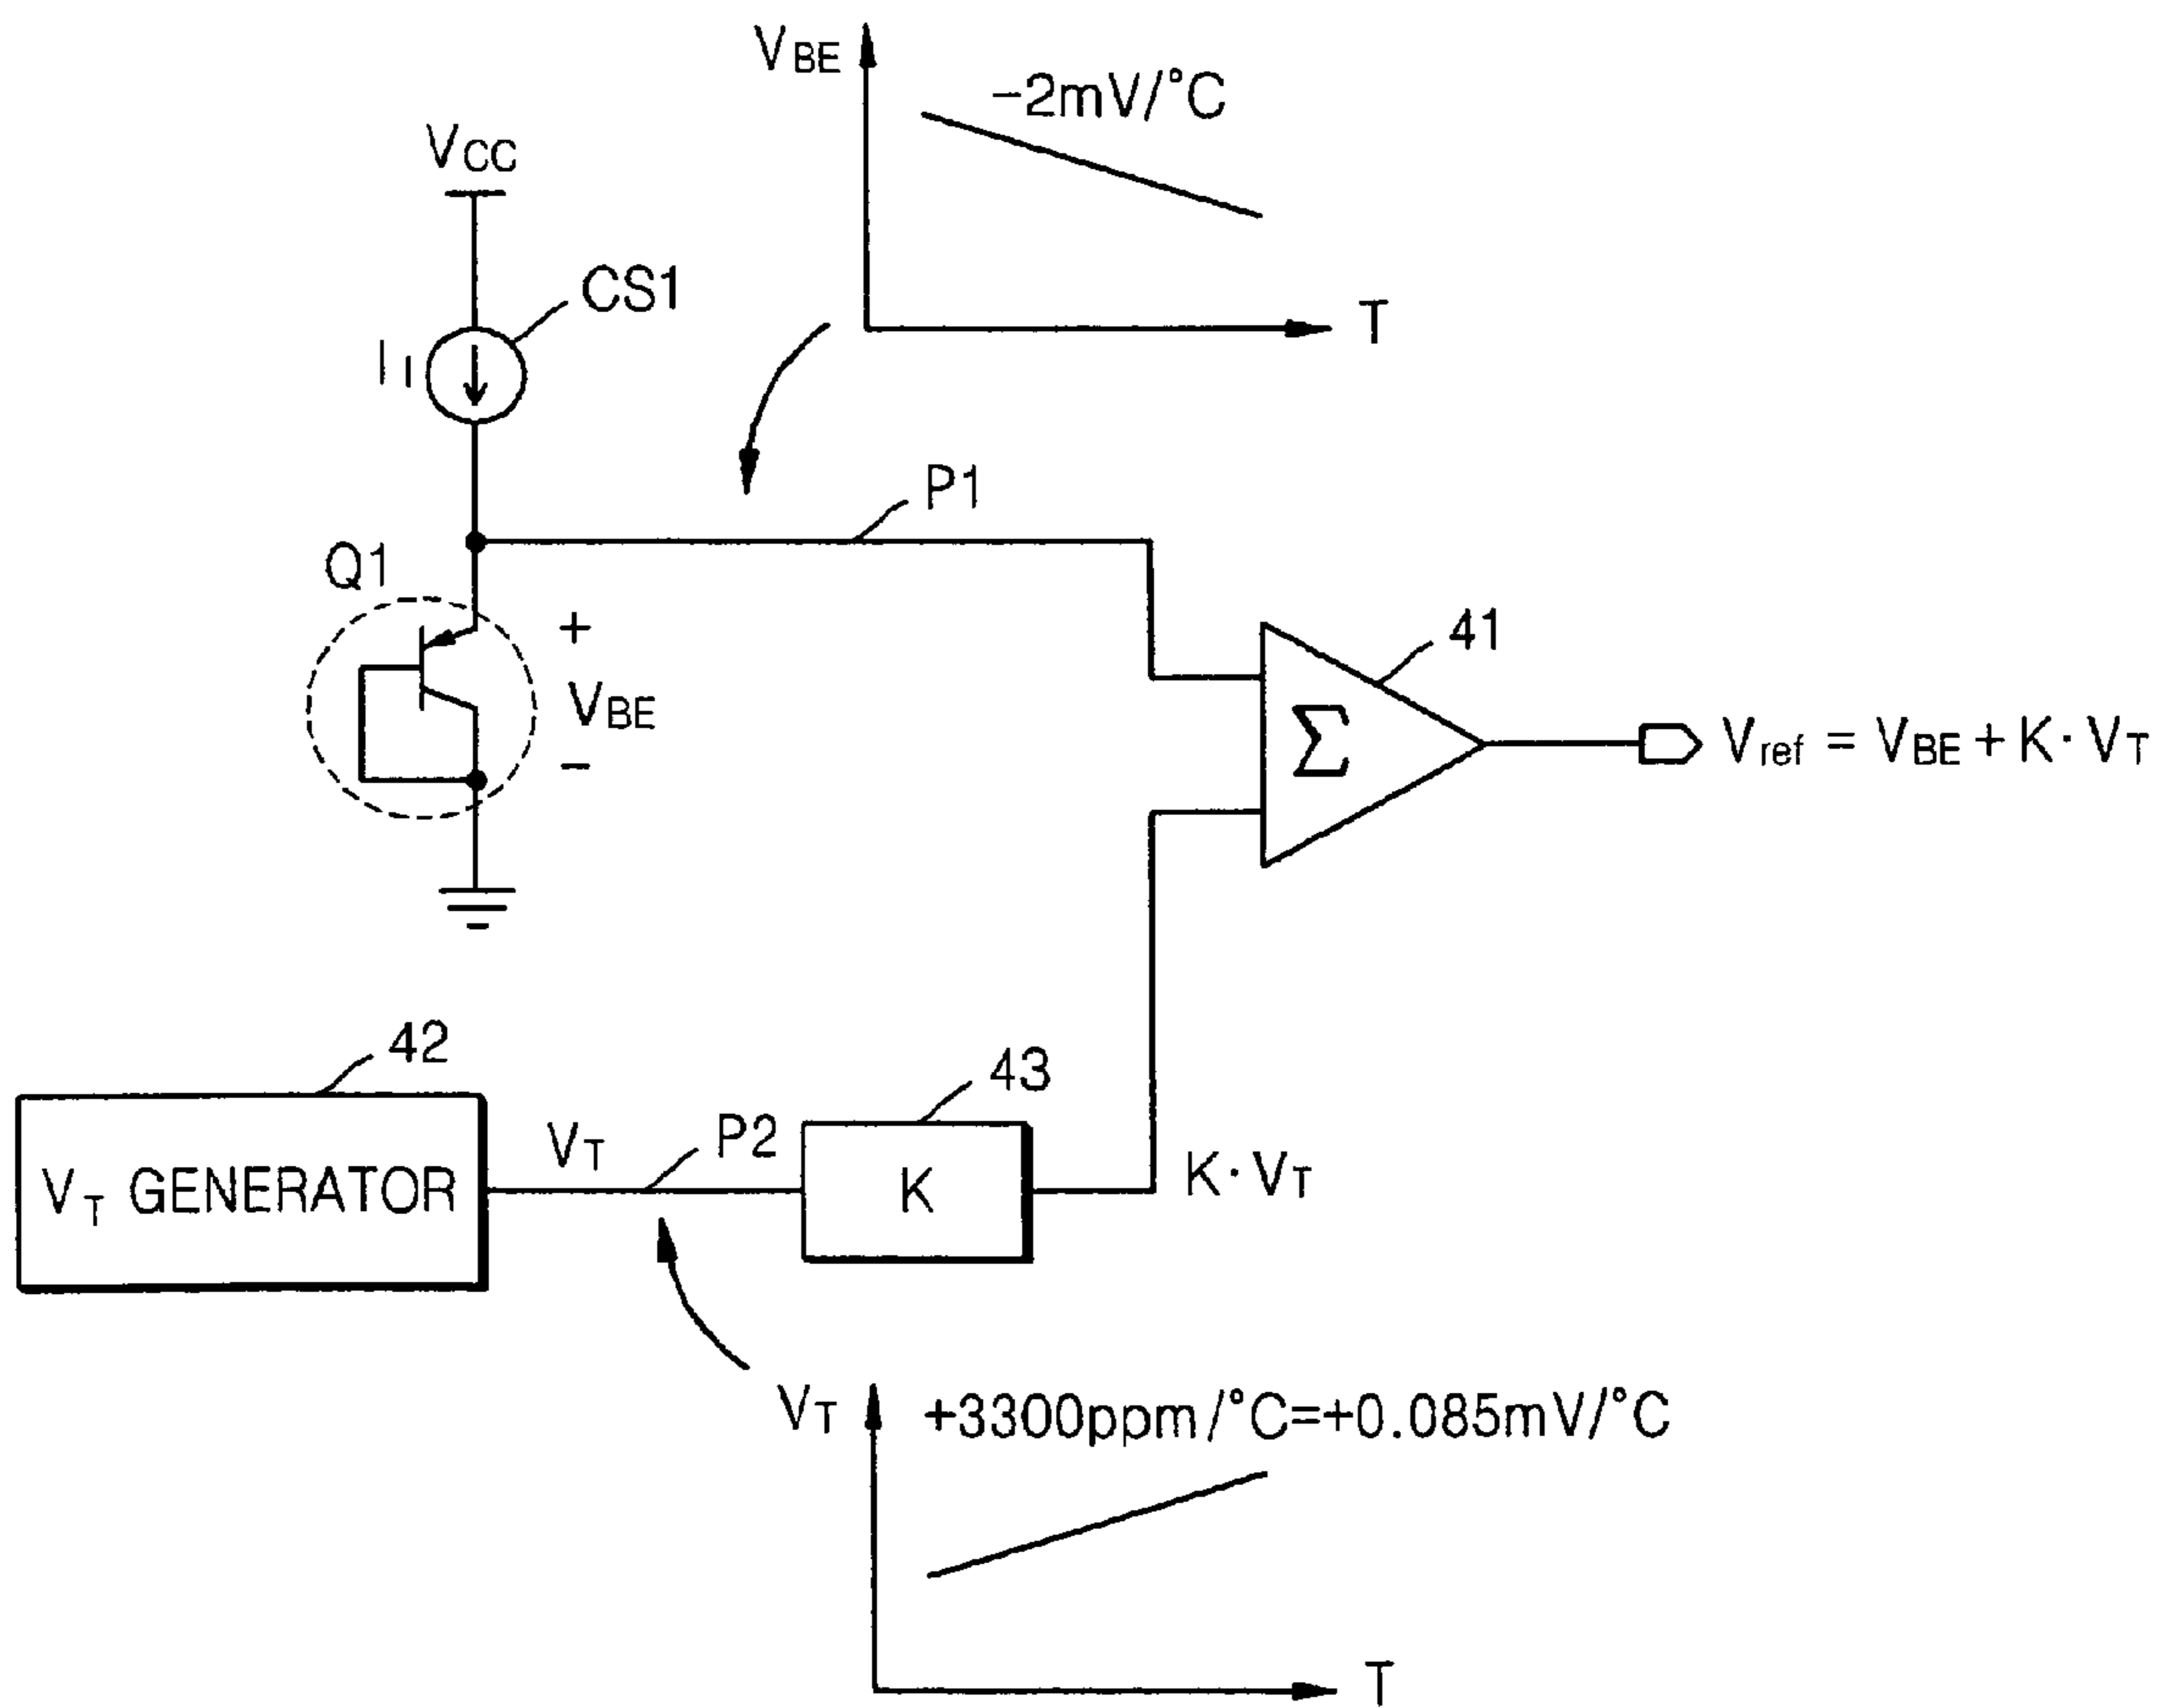 VBE
-2mV/°C
T
VCC
CS1
I1
P1
Q1
+
VBE
-
41
Σ
Vref = VBE + K· VT
42
VT GENERATOR
VT
P2
43
K
K· VT
VT
+3300ppm/°C=+0.085mV/°C
T